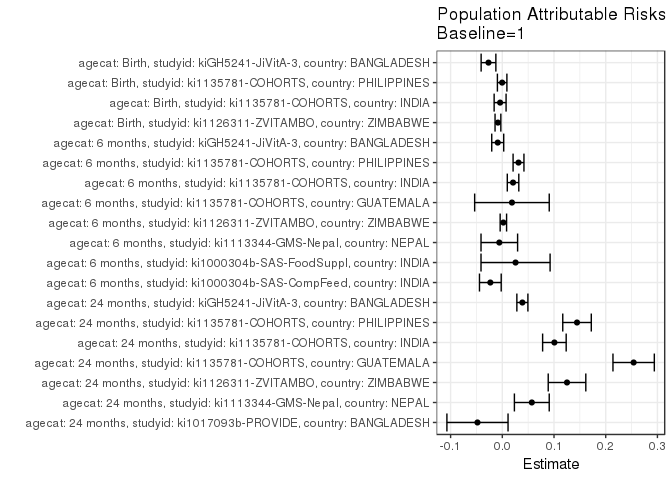 Population Attributable Risks
Baseline=1
agecat: Birth, studyid: kiGH5241-JiVitA-3, country: BANGLADESH
agecat: Birth, studyid: ki1135781-COHORTS, country: PHILIPPINES
agecat: Birth, studyid: ki1135781-COHORTS, country: INDIA
agecat: Birth, studyid: ki1126311-ZVITAMBO, country: ZIMBABWE
agecat: 6 months, studyid: kiGH5241-JiVitA-3, country: BANGLADESH
agecat: 6 months, studyid: ki1135781-COHORTS, country: PHILIPPINES
agecat: 6 months, studyid: ki1135781-COHORTS, country: INDIA
agecat: 6 months, studyid: ki1135781-COHORTS, country: GUATEMALA
agecat: 6 months, studyid: ki1126311-ZVITAMBO, country: ZIMBABWE
agecat: 6 months, studyid: ki1113344-GMS-Nepal, country: NEPAL
agecat: 6 months, studyid: ki1000304b-SAS-FoodSuppl, country: INDIA
agecat: 6 months, studyid: ki1000304b-SAS-CompFeed, country: INDIA
agecat: 24 months, studyid: kiGH5241-JiVitA-3, country: BANGLADESH
agecat: 24 months, studyid: ki1135781-COHORTS, country: PHILIPPINES
agecat: 24 months, studyid: ki1135781-COHORTS, country: INDIA
agecat: 24 months, studyid: ki1135781-COHORTS, country: GUATEMALA
agecat: 24 months, studyid: ki1126311-ZVITAMBO, country: ZIMBABWE
agecat: 24 months, studyid: ki1113344-GMS-Nepal, country: NEPAL
agecat: 24 months, studyid: ki1017093b-PROVIDE, country: BANGLADESH
-0.1 0.0 0.1 0.2 0.3
Estimate